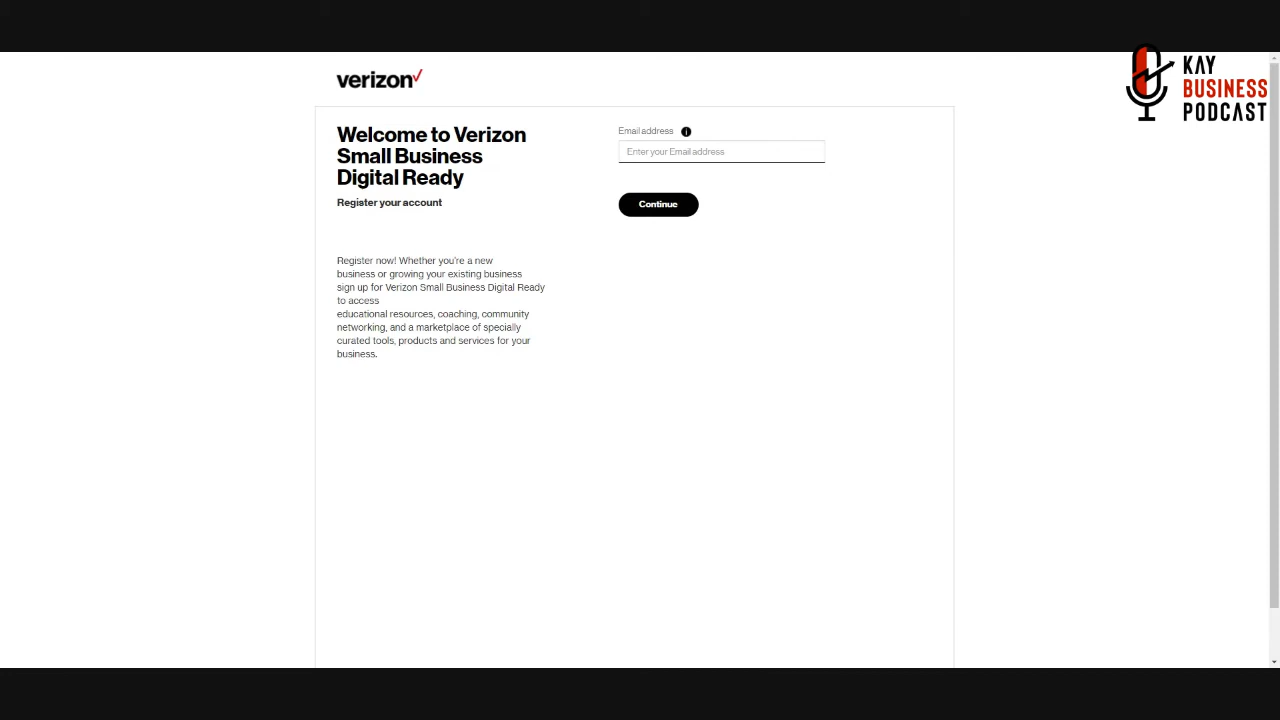 verizon
KAY
BUSINESS
PODCAST
Welcome to Verizon
Small Business
Digital Ready
Register your account
Email address
Enter your Email address
Continue
Register now! Whether you're a new
business or growing your existing business
sign up for Verizon Small Business Digital Ready
to access
educational resources, coaching, community
networking, and a marketplace of specially
curated tools, products and services for your
business.